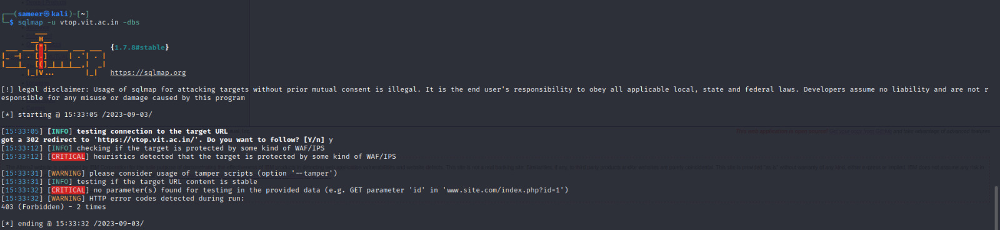 ┌──(sameer㉿kali)-[~]
└─$ sqlmap -u vtop.vit.ac.in -dbs
        ___
       __H__
 ___ ___["]_____ ___ ___  {1.7.8#stable}
|_ -| . [.]     | .'| . |
|___|_  [(]_|_|_|__,|  _|
      |_|V...       |_|   https://sqlmap.org
[!] legal disclaimer: Usage of sqlmap for attacking targets without prior mutual consent is illegal. It is the end user's responsibility to obey all applicable local, state and federal laws. Developers assume no liability and are not r
esponsible for any misuse or damage caused by this program
[*] starting @ 15:33:05 /2023-09-03/
[15:33:05] [INFO] testing connection to the target URL
got a 302 redirect to 'https://vtop.vit.ac.in/'. Do you want to follow? [Y/n] y
[15:33:12] [INFO] checking if the target is protected by some kind of WAF/IPS
[15:33:12] [CRITICAL] heuristics detected that the target is protected by some kind of WAF/IPS
[15:33:31] [WARNING] please consider usage of tamper scripts (option '--tamper')
[15:33:31] [INFO] testing if the target URL content is stable
[15:33:32] [CRITICAL] no parameter(s) found for testing in the provided data (e.g. GET parameter 'id' in 'www.site.com/index.php?id=1')
[15:33:32] [WARNING] HTTP error codes detected during run:
403 (Forbidden) - 2 times
[*] ending @ 15:33:32 /2023-09-03/